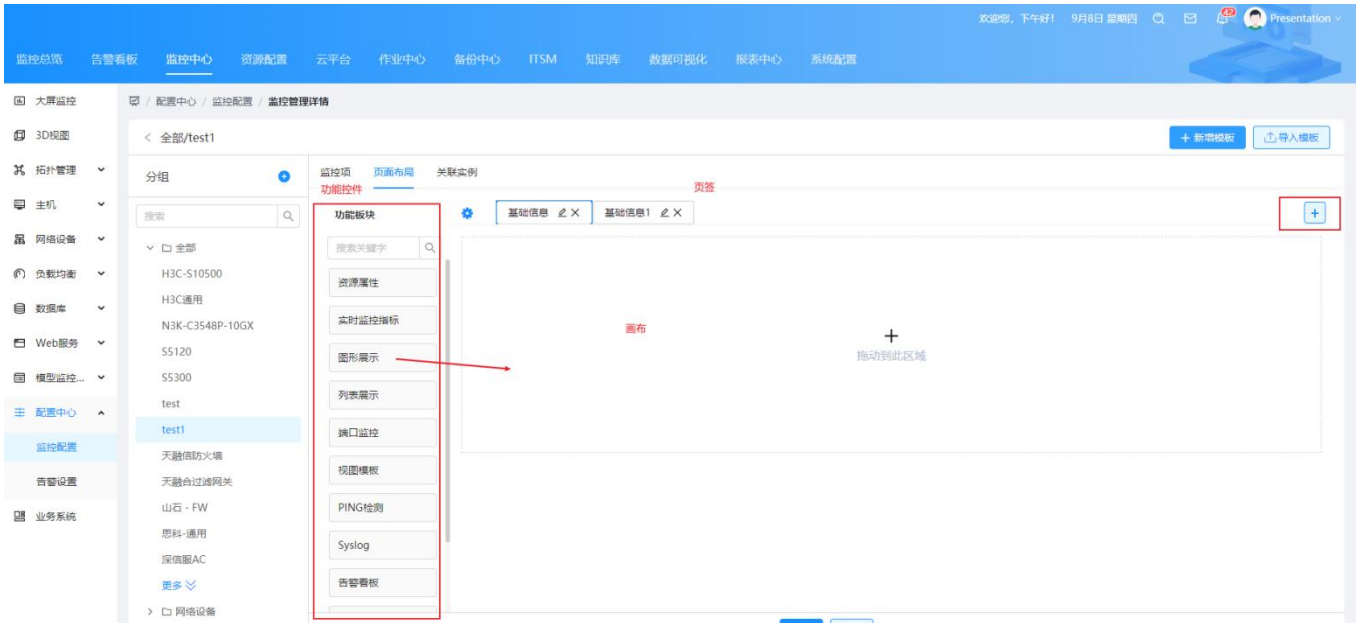 欢迎您，下午好! 9月8日 星期四 42 Presentation
监控总览 告警看板 监控中心 资源配置 云平台 作业中心 备份中心 ITSM 知识库 数据可视化 报表中心 系统配置
大屏监控
3D视图
拓扑管理
主机
网络设备
负载均衡
数据库
Web服务
模型监控...
配置中心
监控配置
告警设置
业务系统
/ 配置中心 / 监控配置 / 监控管理详情
< 全部/test1
+ 新增模板 导入模板
分组
搜索
全部
H3C-S10500
H3C通用
N3K-C3548P-10GX
S5120
S5300
test
test1
天融信防火墙
天融合过滤网关
山石 - FW
思科-通用
深信服AC
更多
网络设备
监控项 页面布局 关联实例
功能控件
页签
功能板块
搜索关键字
资源属性
实时监控指标
图形展示
列表展示
端口监控
视图模板
PING检测
Syslog
告警看板
基础信息 基础信息1
+
画布
+
拖动到此区域